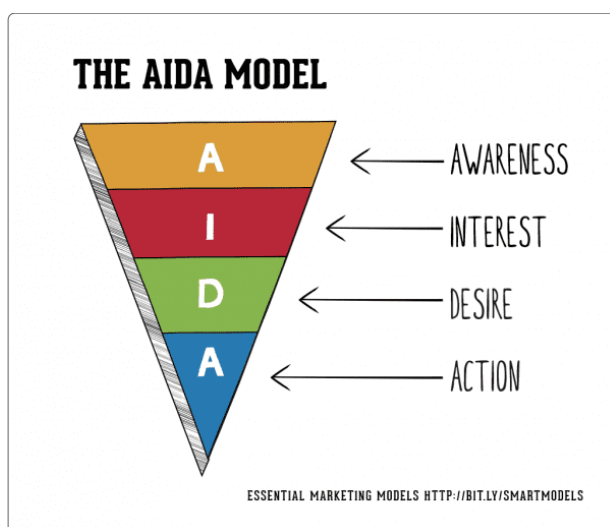 THE AIDA MODEL
A
AWARENESS
I
INTEREST
D
DESIRE
A
ACTION
ESSENTIAL MARKETING MODELS HTTP://BIT.LY/SMARTMODELS